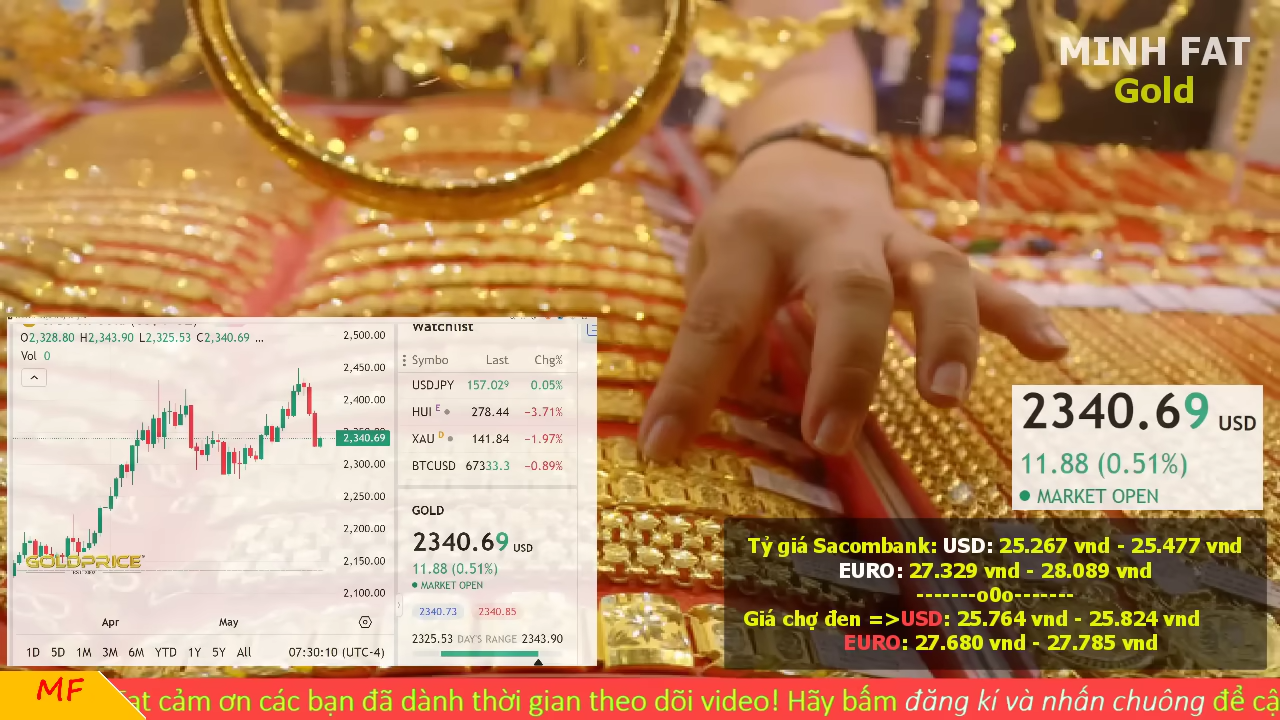 MINH FAT
Gold
O2,328.80 H2,343.90 L2,325.53 C2,340.69 ...
Vol 0
2,500.00
2,450.00
2,400.00
2,340.69
2,300.00
2,250.00
2,200.00
2,150.00
2,100.00
GOLDPRICE
Apr May
1D 5D 1M 3M 6M YTD 1Y 5Y All 07:30:10 (UTC-4)
Watchlist
Symbo Last Chg%
USDJPY 157.029 0.05%
HUI E 278.44 −3.71%
XAU D 141.84 −1.97%
BTCUSD 67333.3 −0.89%
GOLD
2340.69 USD
11.88 (0.51%)
MARKET OPEN
2340.73 2340.85
2325.53 DAY'S RANGE 2343.90
2340.69 USD
11.88 (0.51%)
MARKET OPEN
Tỷ giá Sacombank: USD: 25.267 vnd - 25.477 vnd
EURO: 27.329 vnd - 28.089 vnd
-------o0o-------
Giá chợ đen =>USD: 25.764 vnd - 25.824 vnd
EURO: 27.680 vnd - 27.785 vnd
MF
at cảm ơn các bạn đã dành thời gian theo dõi video! Hãy bấm đăng kí và nhấn chuông để cậ